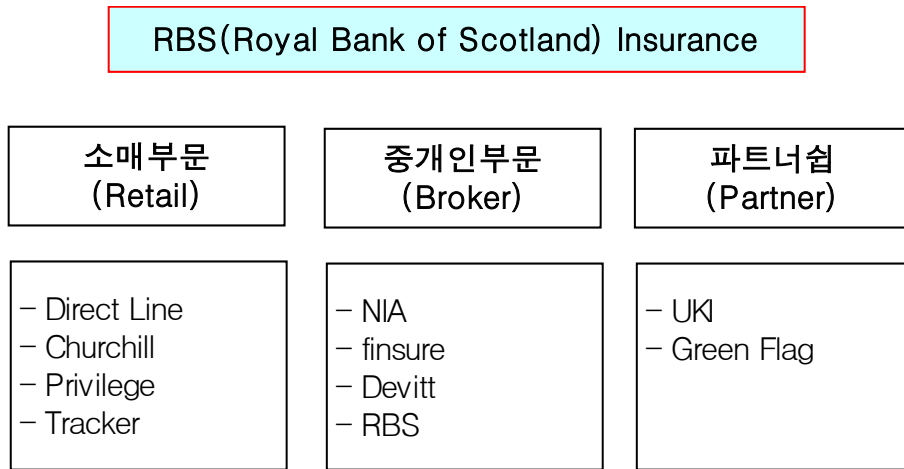 RBS(Royal Bank of Scotland) Insurance
소매부문
(Retail)
중개인부문
(Broker)
파트너쉽
(Partner)
- Direct Line
- Churchill
- Privilege
- Tracker
- NIA
- finsure
- Devitt
- RBS
- UKI
- Green Flag